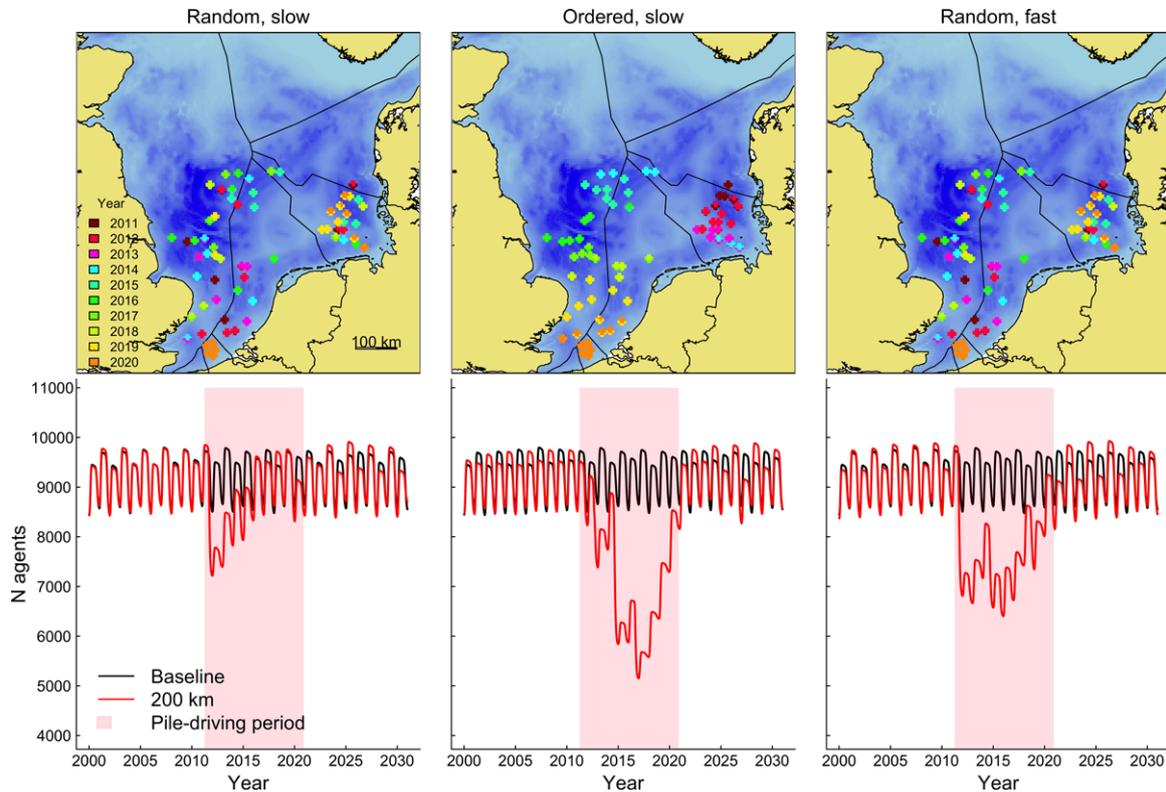 Random, slow
Ordered, slow
Random, fast
Year
2011
2012
2013
2014
2015
2016
2017
2018
2019
2020
100 km
11000
10000
9000
8000
7000
6000
5000
4000
N agents
Baseline
200 km
Pile-driving period
2000 2005 2010 2015 2020 2025 2030
2000 2005 2010 2015 2020 2025 2030
2000 2005 2010 2015 2020 2025 2030
Year
Year
Year